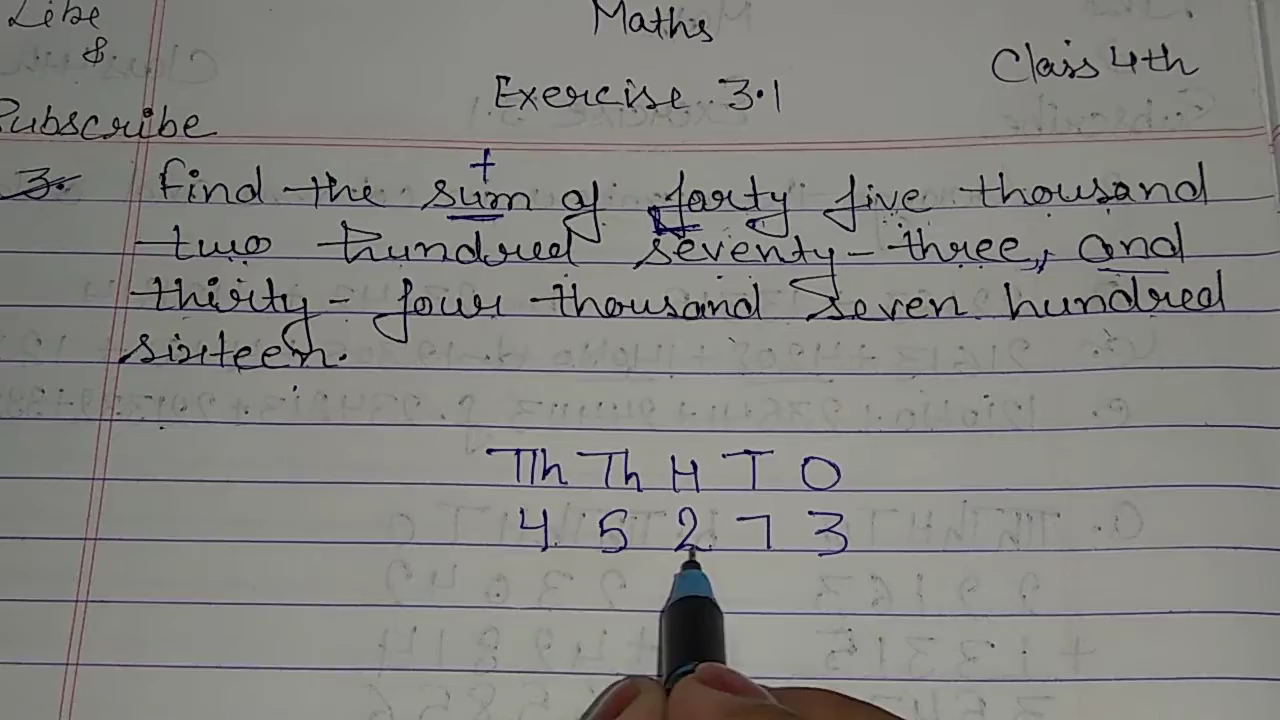 Like
&
Subscribe
Maths
Class 4th
Exercise 3.1
+
3. Find the sum of forty five thousand
two hundred seventy-three, and
thirty-four thousand seven hundred
sixteen.
TTh Th H T O
4 5 2 7 3